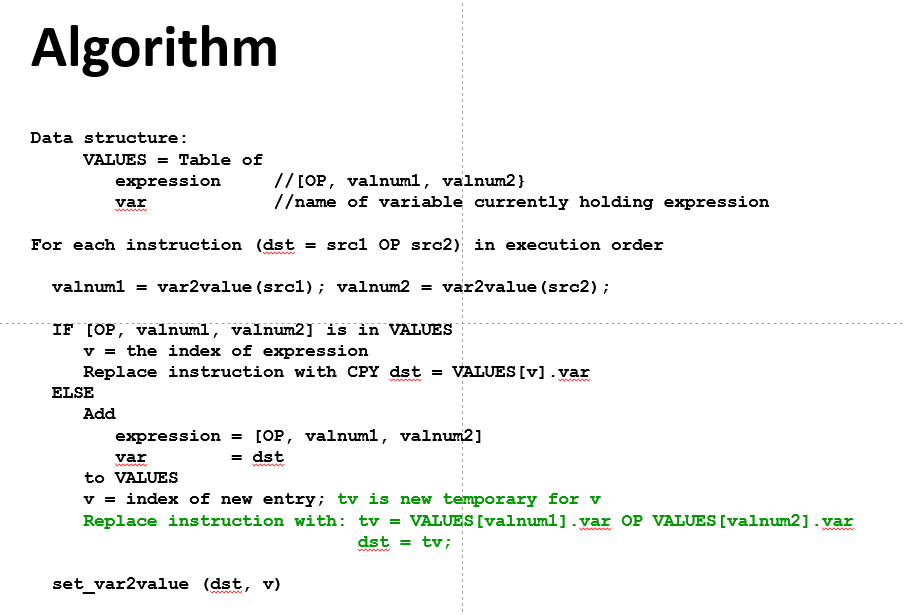 Algorithm
Data structure:
VALUES = Table of
expression //[OP, valnum1, valnum2}
var //name of variable currently holding expression
For each instruction (dst = src1 OP src2) in execution order
valnum1 = var2value(src1); valnum2 = var2value(src2);
IF [OP, valnum1, valnum2] is in VALUES
v = the index of expression
Replace instruction with CPY dst = VALUES[v].var
ELSE
Add
expression = [OP, valnum1, valnum2]
var = dst
to VALUES
v = index of new entry; tv is new temporary for v
Replace instruction with: tv = VALUES[valnum1].var OP VALUES[valnum2].var
dst = tv;
set_var2value (dst, v)